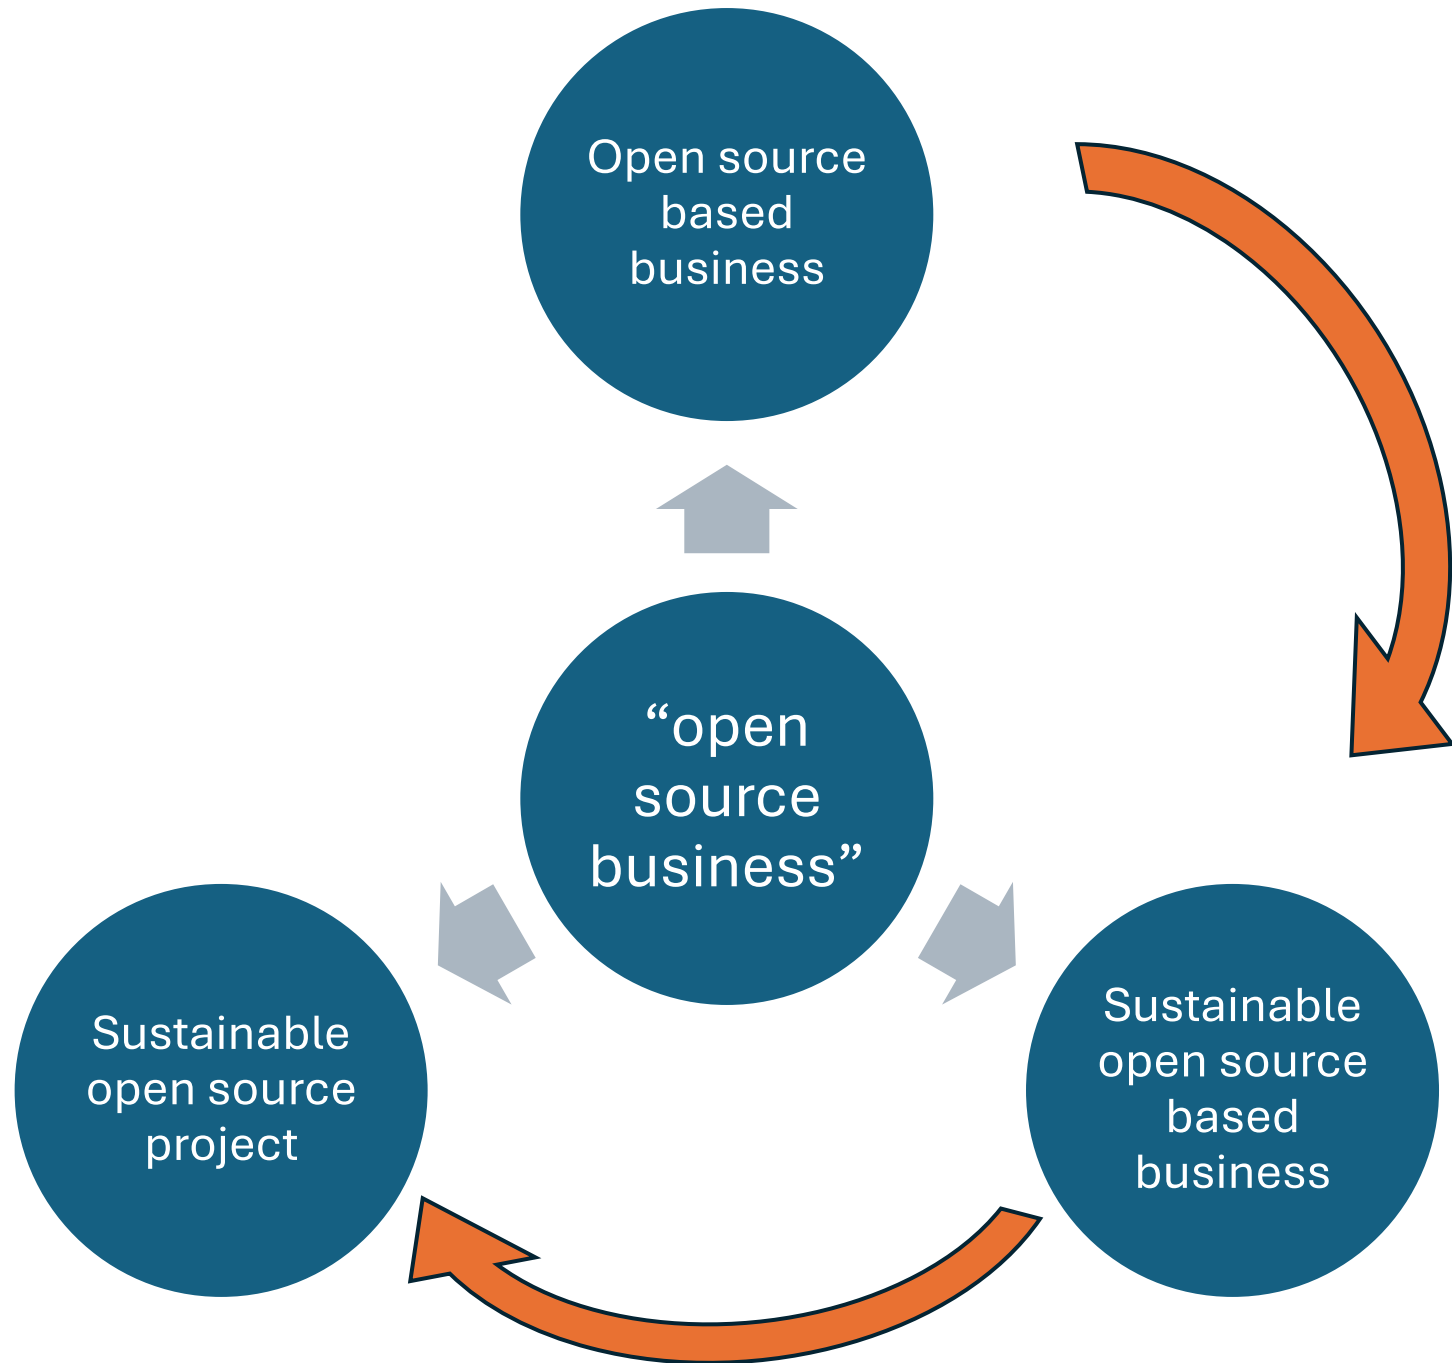 Open source
based
business
“open
source
business”
Sustainable
open source
project
Sustainable
open source
based
business